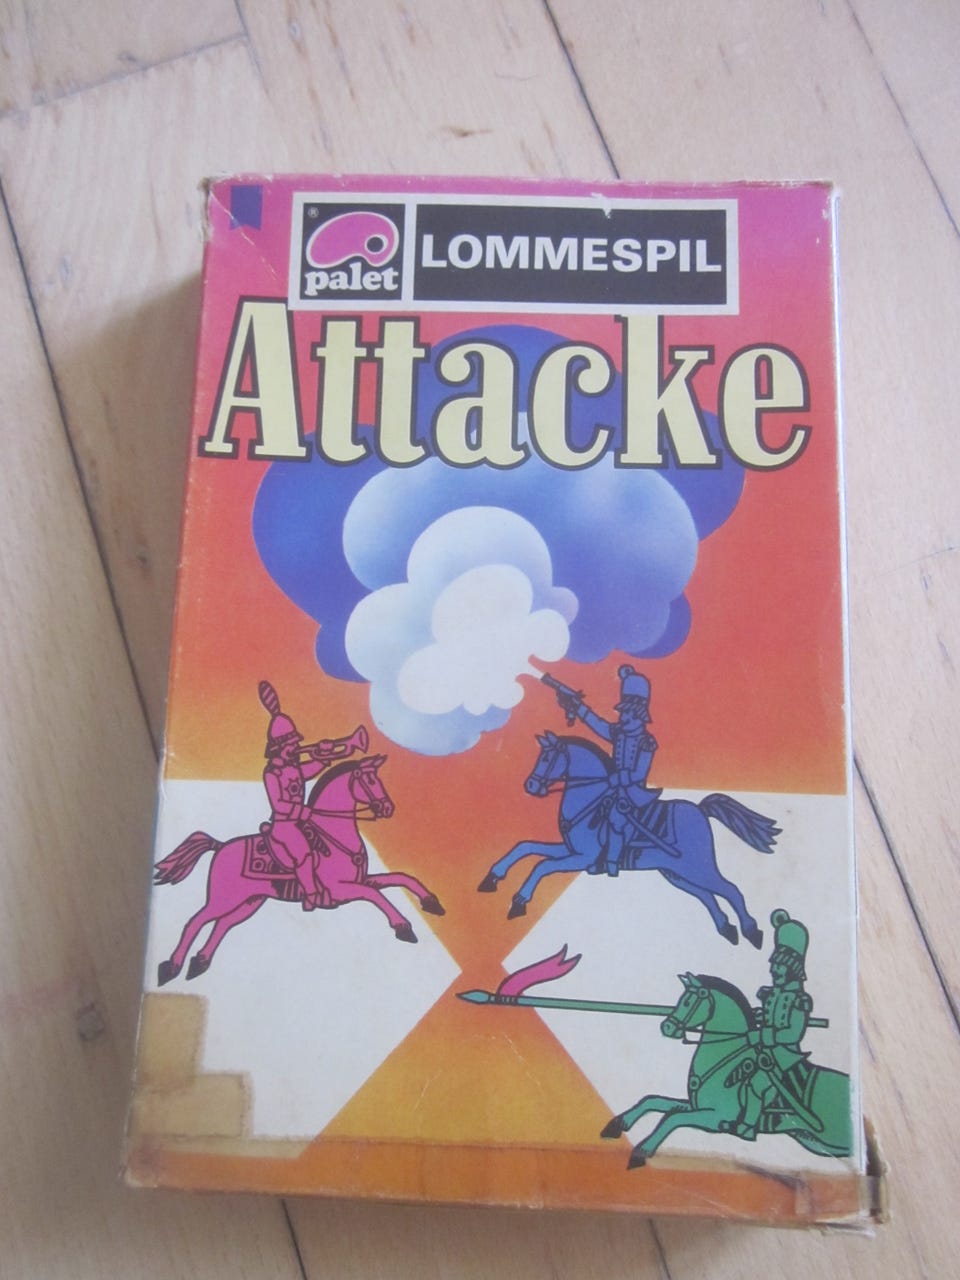 ®
palet
LOMMESPIL
Attacke